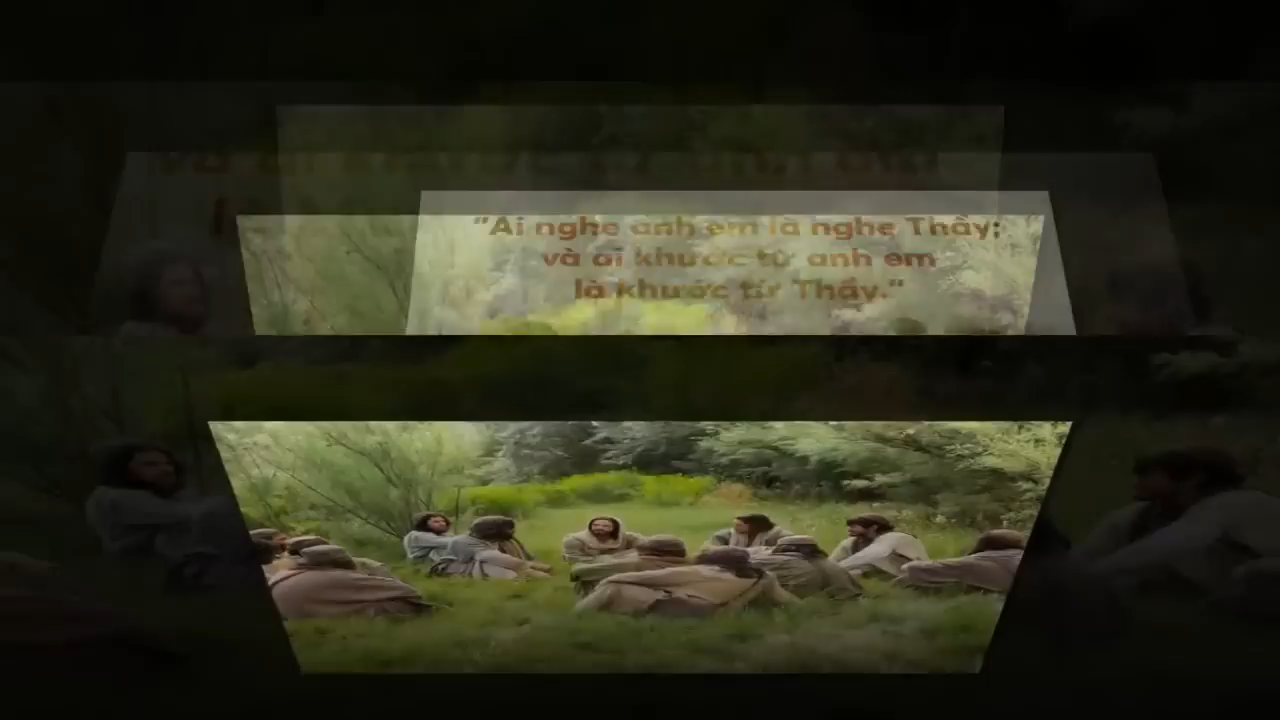 "Ai nghe anh em là nghe Thầy;
và ai khước từ anh em
là khước từ Thầy."